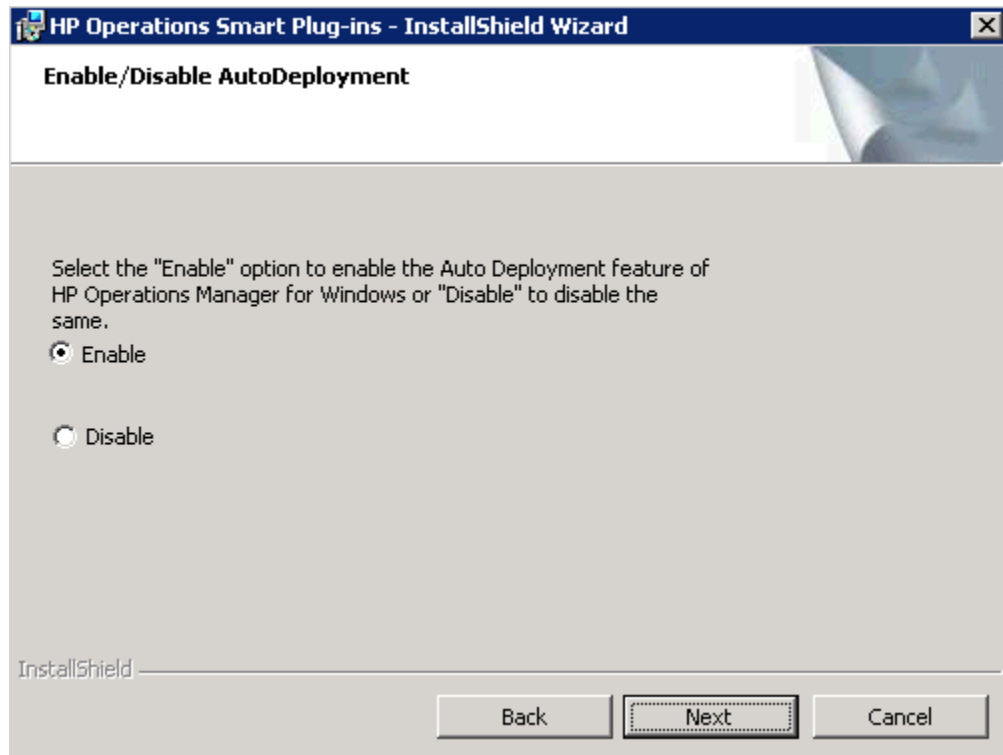 HP Operations Smart Plug-ins - InstallShield Wizard
Enable/Disable AutoDeployment
Select the "Enable" option to enable the Auto Deployment feature of
HP Operations Manager for Windows or "Disable" to disable the
same.
Enable
Disable
InstallShield
Back
Next
Cancel